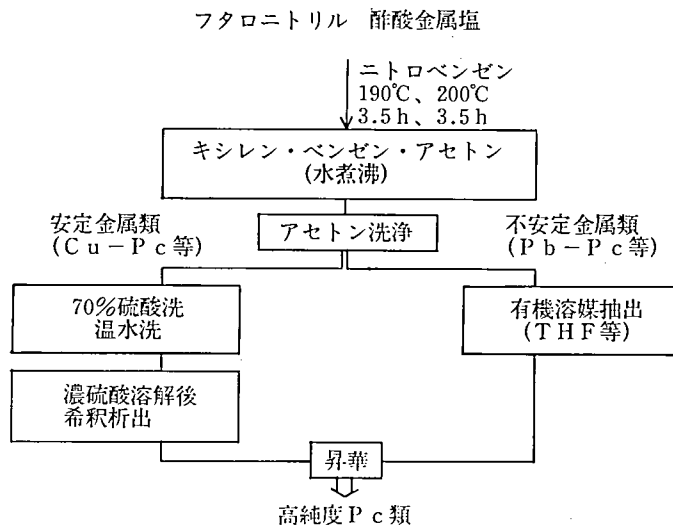 フタロニトリル 酢酸金属塩
ニトロベンゼン
190℃、200℃
3.5h、3.5h
キシレン・ベンゼン・アセトン
(水煮沸)
安定金属類
(Cu－Pc等)
アセトン洗浄
不安定金属類
(Pb－Pc等)
70%硫酸洗
温水洗
有機溶媒抽出
(THF等)
濃硫酸溶解後
希釈析出
昇華
高純度Pc類